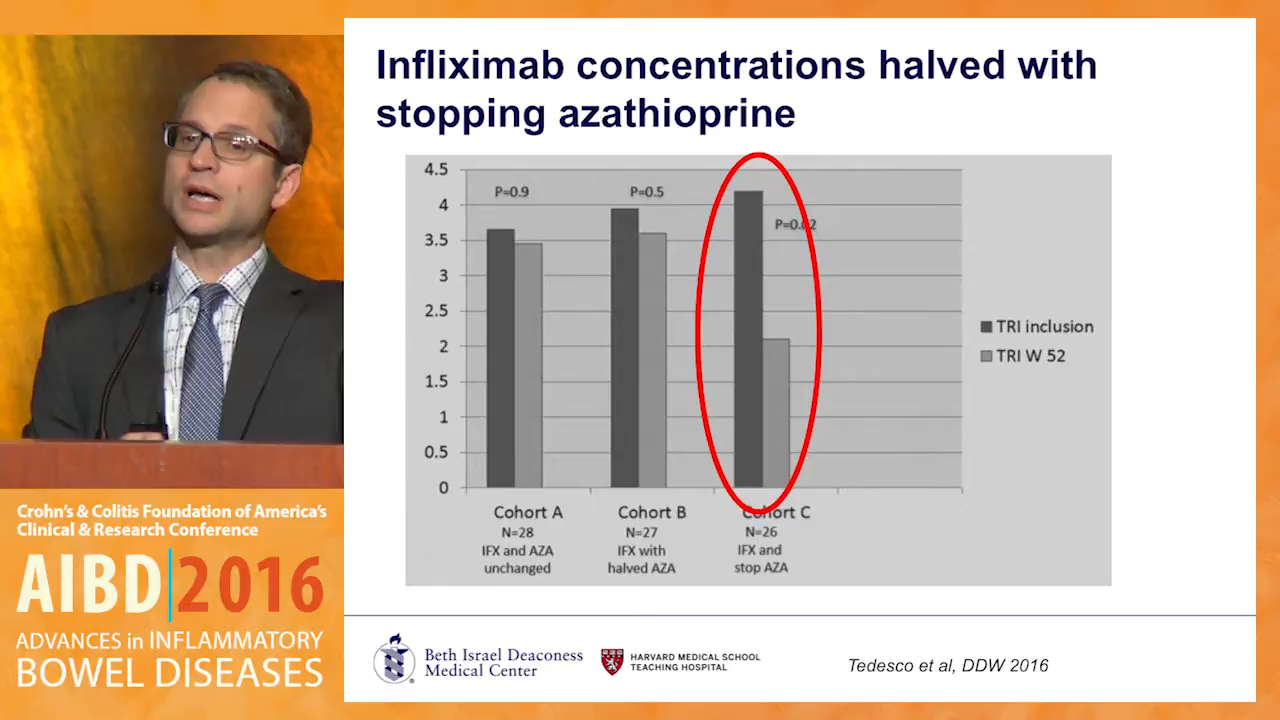 Infliximab concentrations halved with
stopping azathioprine
4.5
4
3.5
3
2.5
2
1.5
1
0.5
0
P=0.9
P=0.5
P=0.02
TRI inclusion
TRI W 52
Cohort A
N=28
IFX and AZA
unchanged
Cohort B
N=27
IFX with
halved AZA
Cohort C
N=26
IFX and
stop AZA
Beth Israel Deaconess
Medical Center
HARVARD MEDICAL SCHOOL
TEACHING HOSPITAL
Tedesco et al, DDW 2016
Crohn's & Colitis Foundation of America's
Clinical & Research Conference
AIBD|2016
ADVANCES in INFLAMMATORY
BOWEL DISEASES